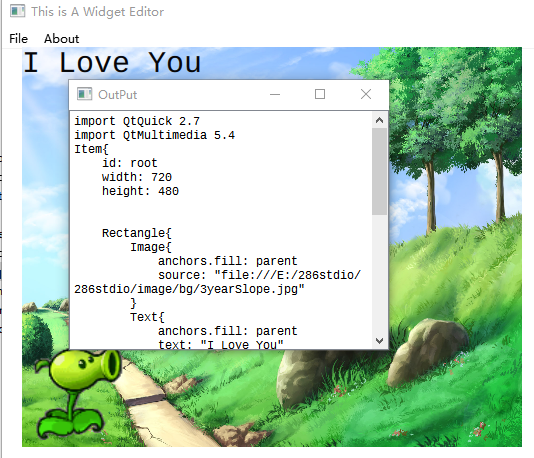 This is A Widget Editor
File About
I Love You
OutPut
import QtQuick 2.7
import QtMultimedia 5.4
Item{
id: root
width: 720
height: 480
Rectangle{
Image{
anchors.fill: parent
source: "file:///E:/286stdio/
286stdio/image/bg/3yearSlope.jpg"
}
Text{
anchors.fill: parent
text: "I Love You"